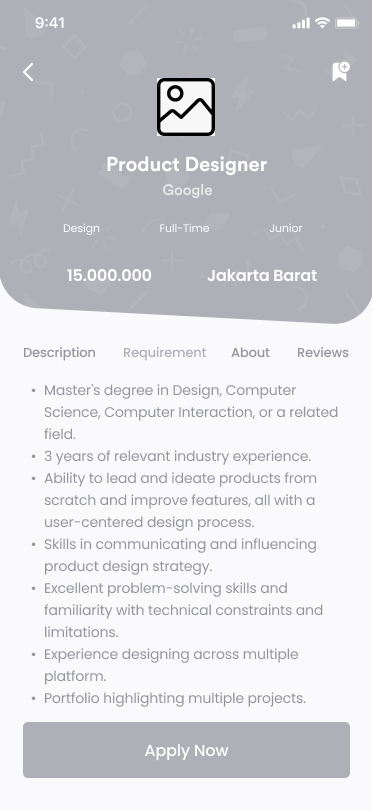 9:41
Product Designer
Google
Design Full-Time Junior
15.000.000 Jakarta Barat
Description Requirement About Reviews
• Master's degree in Design, Computer
Science, Computer Interaction, or a related
field.
• 3 years of relevant industry experience.
• Ability to lead and ideate products from
scratch and improve features, all with a
user-centered design process.
• Skills in communicating and influencing
product design strategy.
• Excellent problem-solving skills and
familiarity with technical constraints and
limitations.
• Experience designing across multiple
platform.
• Portfolio highlighting multiple projects.
Apply Now